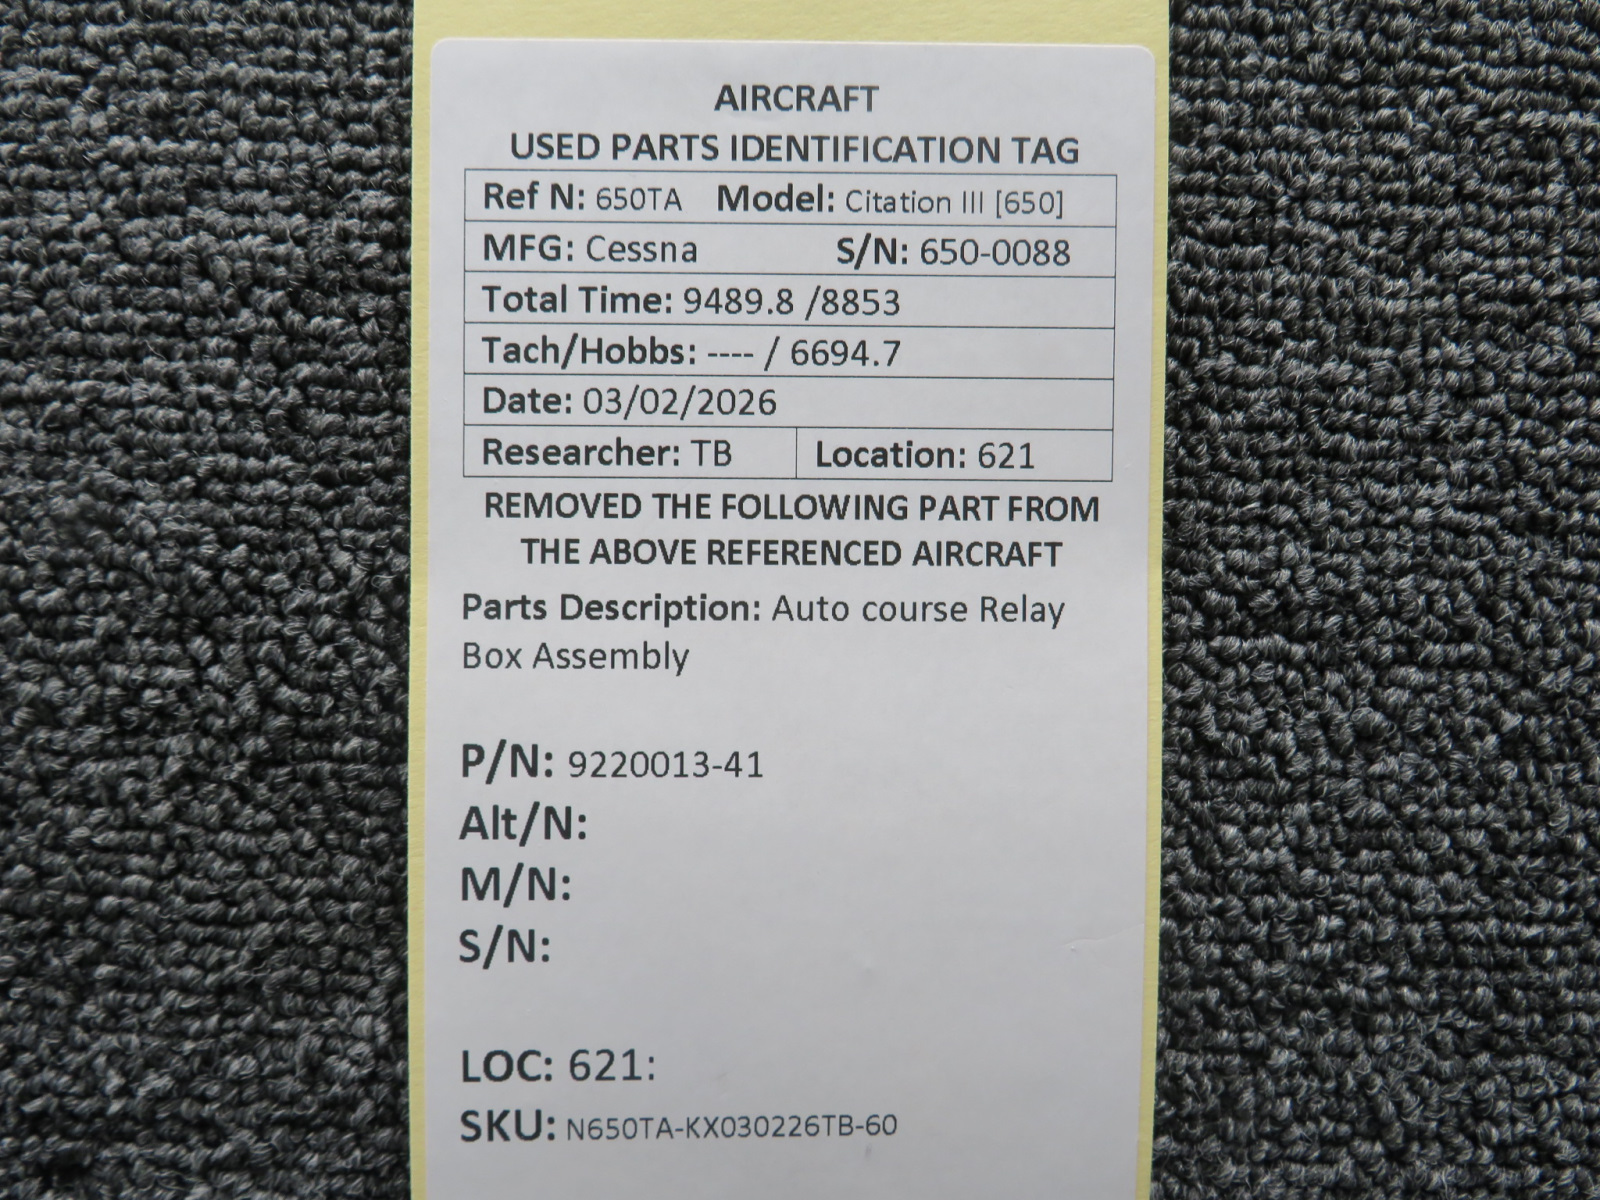 AIRCRAFT
USED PARTS IDENTIFICATION TAG
Ref N: 650TA Model: Citation III [650]
MFG: Cessna S/N: 650-0088
Total Time: 9489.8 /8853
Tach/Hobbs: ---- / 6694.7
Date: 03/02/2026
Researcher: TB Location: 621
REMOVED THE FOLLOWING PART FROM
THE ABOVE REFERENCED AIRCRAFT
Parts Description: Auto course Relay
Box Assembly
P/N: 9220013-41
Alt/N:
M/N:
S/N:
LOC: 621:
SKU: N650TA-KX030226TB-60